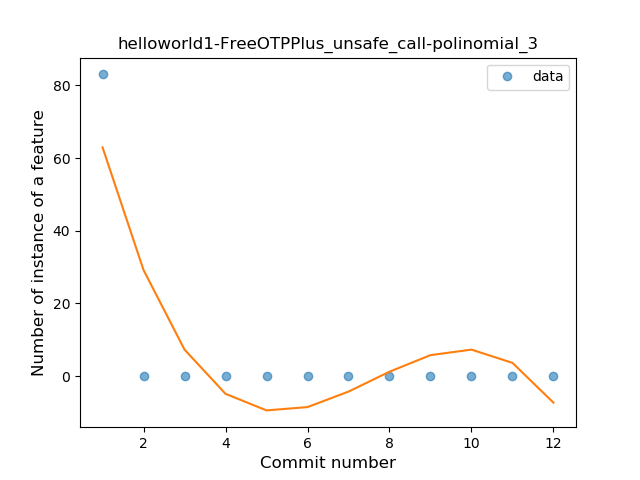 helloworld1-FreeOTPPlus_unsafe_call-polinomial_3
data
Number of instance of a feature
80
60
40
20
0
2 4 6 8 10 12
Commit number